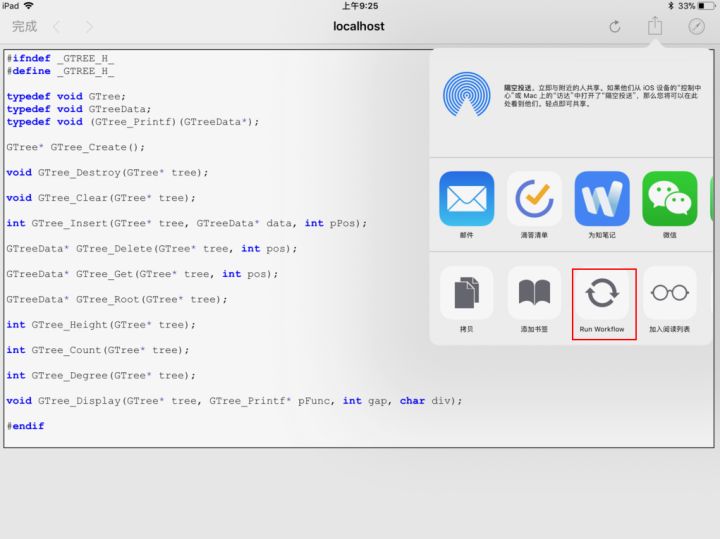 iPad
上午9:25
33%
完成
localhost
#ifndef _GTREE_H_
#define _GTREE_H_
typedef void GTree;
typedef void GTreeData;
typedef void (GTree_Printf)(GTreeData*);
GTree* GTree_Create();
void GTree_Destroy(GTree* tree);
void GTree_Clear(GTree* tree);
int GTree_Insert(GTree* tree, GTreeData* data, int pPos);
GTreeData* GTree_Delete(GTree* tree, int pos);
GTreeData* GTree_Get(GTree* tree, int pos);
GTreeData* GTree_Root(GTree* tree);
int GTree_Height(GTree* tree);
int GTree_Count(GTree* tree);
int GTree_Degree(GTree* tree);
void GTree_Display(GTree* tree, GTree_Printf* pFunc, int gap, char div);
#endif
隔空投送。立即与附近的人共享。如果他们从 iOS 设备的“控制中
心”或 Mac 上的“访达”中打开了“隔空投送”，那么您将可以在此
处看到他们。轻点即可共享。
邮件
滴答清单
为知笔记
微信
拷贝
添加书签
Run Workflow
加入阅读列表